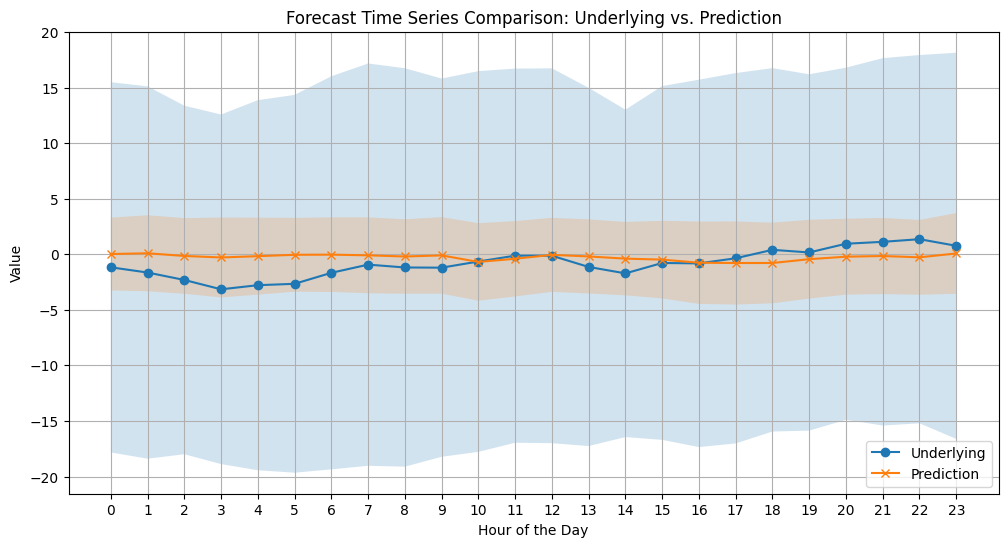 Forecast Time Series Comparison: Underlying vs. Prediction
Value
20
15
10
5
0
−5
−10
−15
−20
Underlying
Prediction
0 1 2 3 4 5 6 7 8 9 10 11 12 13 14 15 16 17 18 19 20 21 22 23
Hour of the Day